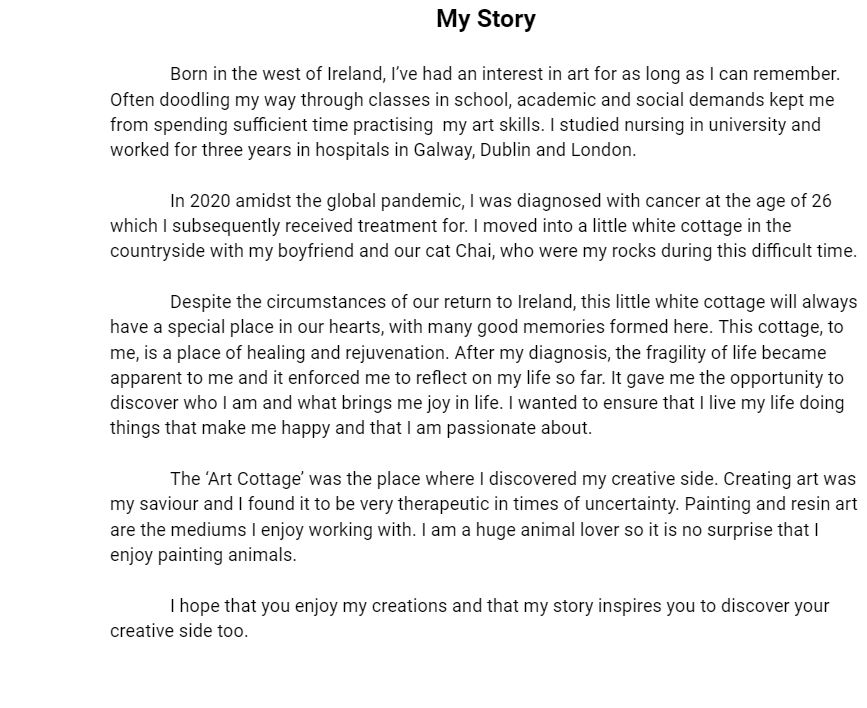 My Story
Born in the west of Ireland, I’ve had an interest in art for as long as I can remember.
Often doodling my way through classes in school, academic and social demands kept me
from spending sufficient time practising  my art skills. I studied nursing in university and
worked for three years in hospitals in Galway, Dublin and London.
In 2020 amidst the global pandemic, I was diagnosed with cancer at the age of 26
which I subsequently received treatment for. I moved into a little white cottage in the
countryside with my boyfriend and our cat Chai, who were my rocks during this difficult time.
Despite the circumstances of our return to Ireland, this little white cottage will always
have a special place in our hearts, with many good memories formed here. This cottage, to
me, is a place of healing and rejuvenation. After my diagnosis, the fragility of life became
apparent to me and it enforced me to reflect on my life so far. It gave me the opportunity to
discover who I am and what brings me joy in life. I wanted to ensure that I live my life doing
things that make me happy and that I am passionate about.
The ‘Art Cottage’ was the place where I discovered my creative side. Creating art was
my saviour and I found it to be very therapeutic in times of uncertainty. Painting and resin art
are the mediums I enjoy working with. I am a huge animal lover so it is no surprise that I
enjoy painting animals.
I hope that you enjoy my creations and that my story inspires you to discover your
creative side too.